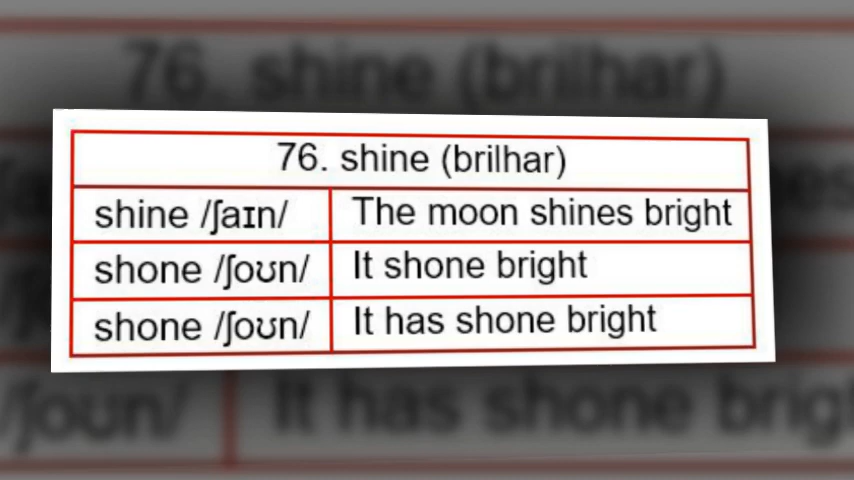 76. shine (brilhar)
shine /ʃaɪn/ The moon shines bright
shone /ʃoʊn/ It shone bright
shone /ʃoʊn/ It has shone bright